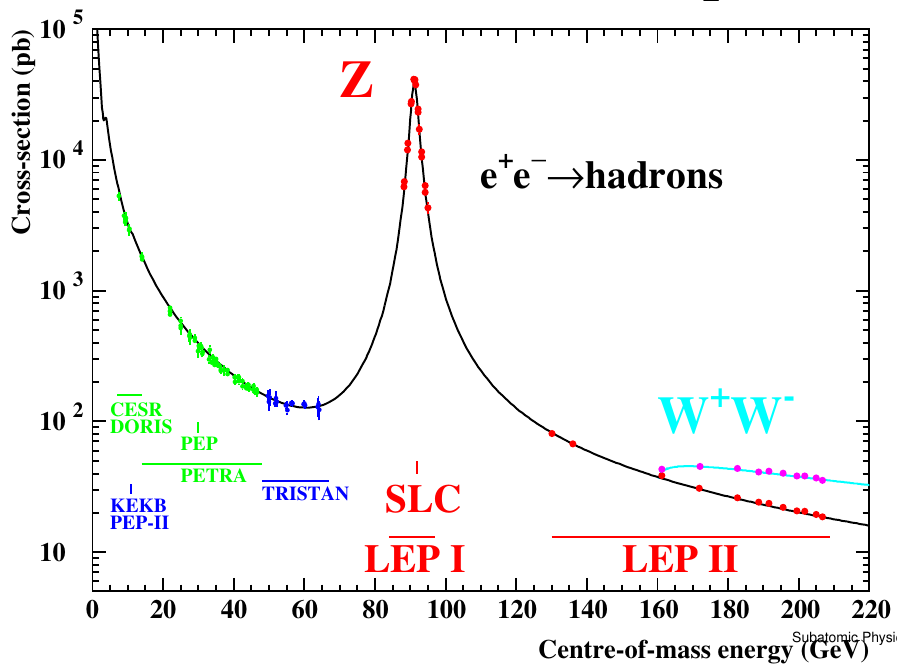 Cross-section (pb)
10 5
10 4
10 3
10 2
10
Z
e+e−→hadrons
CESR
DORIS
PEP
PETRA
KEKB
PEP-II
TRISTAN
SLC
LEP I
W+W-
LEP II
0 20 40 60 80 100 120 140 160 180 200 220
Centre-of-mass energy (GeV)
Subatomic Physi